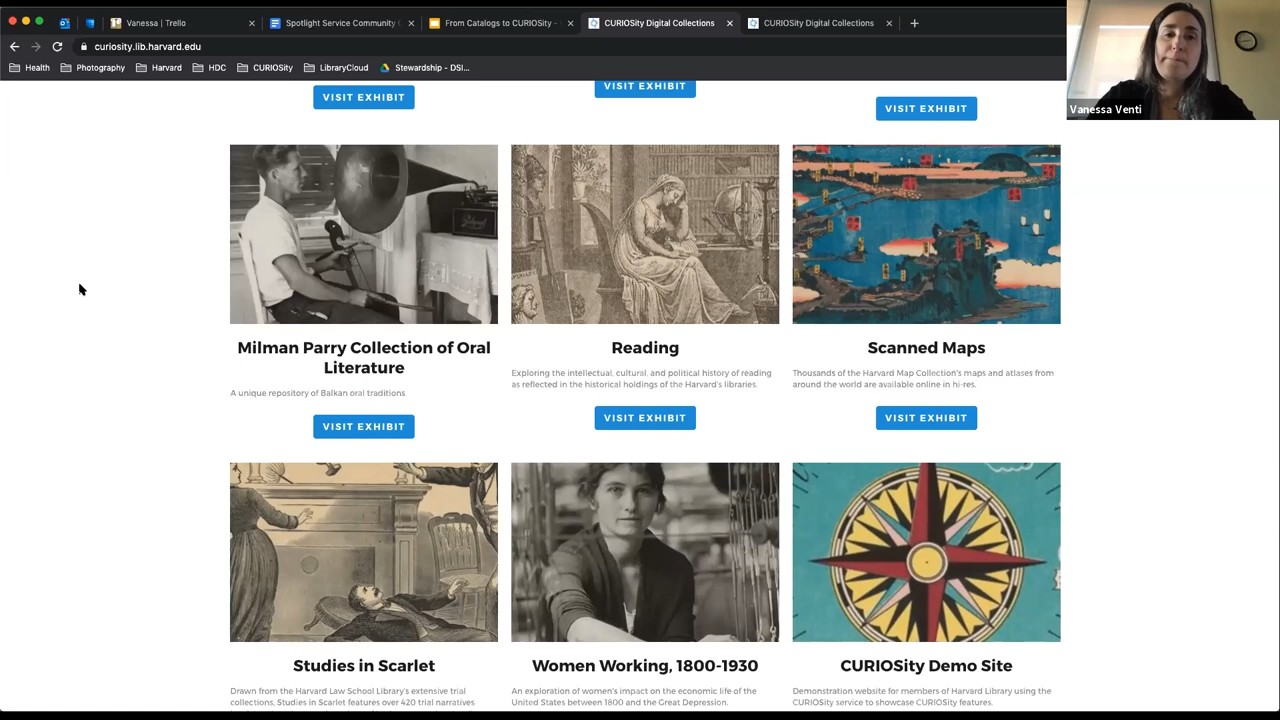 Vanessa | Trello
Spotlight Service Community C
From Catalogs to CURIOSity -
CURIOSity Digital Collections
CURIOSity Digital Collections
curiosity.lib.harvard.edu
Health
Photography
Harvard
HDC
CURIOSity
LibraryCloud
Stewardship - DSI...
Vanessa Venti
VISIT EXHIBIT
VISIT EXHIBIT
VISIT EXHIBIT
Milman Parry Collection of Oral
Literature
A unique repository of Balkan oral traditions
VISIT EXHIBIT
Reading
Exploring the intellectual, cultural, and political history of reading
as reflected in the historical holdings of the Harvard's libraries.
VISIT EXHIBIT
Scanned Maps
Thousands of the Harvard Map Collection's maps and atlases from
around the world are available online in hi-res.
VISIT EXHIBIT
Studies in Scarlet
Drawn from the Harvard Law School Library's extensive trial
collections, Studies in Scarlet features over 420 trial narratives
Women Working, 1800-1930
An exploration of women's impact on the economic life of the
United States between 1800 and the Great Depression.
CURIOSity Demo Site
Demonstration website for members of Harvard Library using the
CURIOSity service to showcase CURIOSity features.